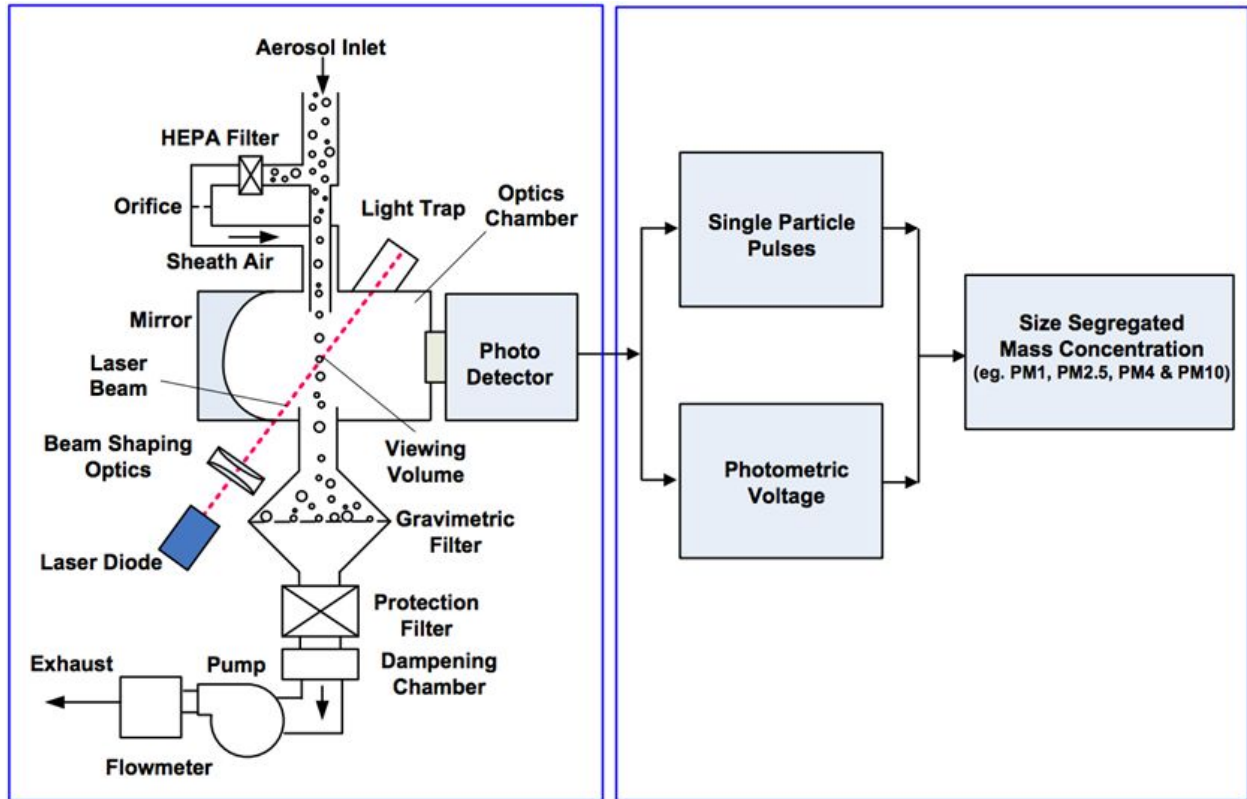 Aerosol Inlet
HEPA Filter
Orifice
Sheath Air
Light Trap
Optics
Chamber
Mirror
Laser
Beam
Photo
Detector
Beam Shaping
Optics
Viewing
Volume
Laser Diode
Gravimetric
Filter
Protection
Filter
Dampening
Chamber
Exhaust
Pump
Flowmeter
Single Particle
Pulses
Photometric
Voltage
Size Segregated
Mass Concentration
(eg. PM1, PM2.5, PM4 & PM10)